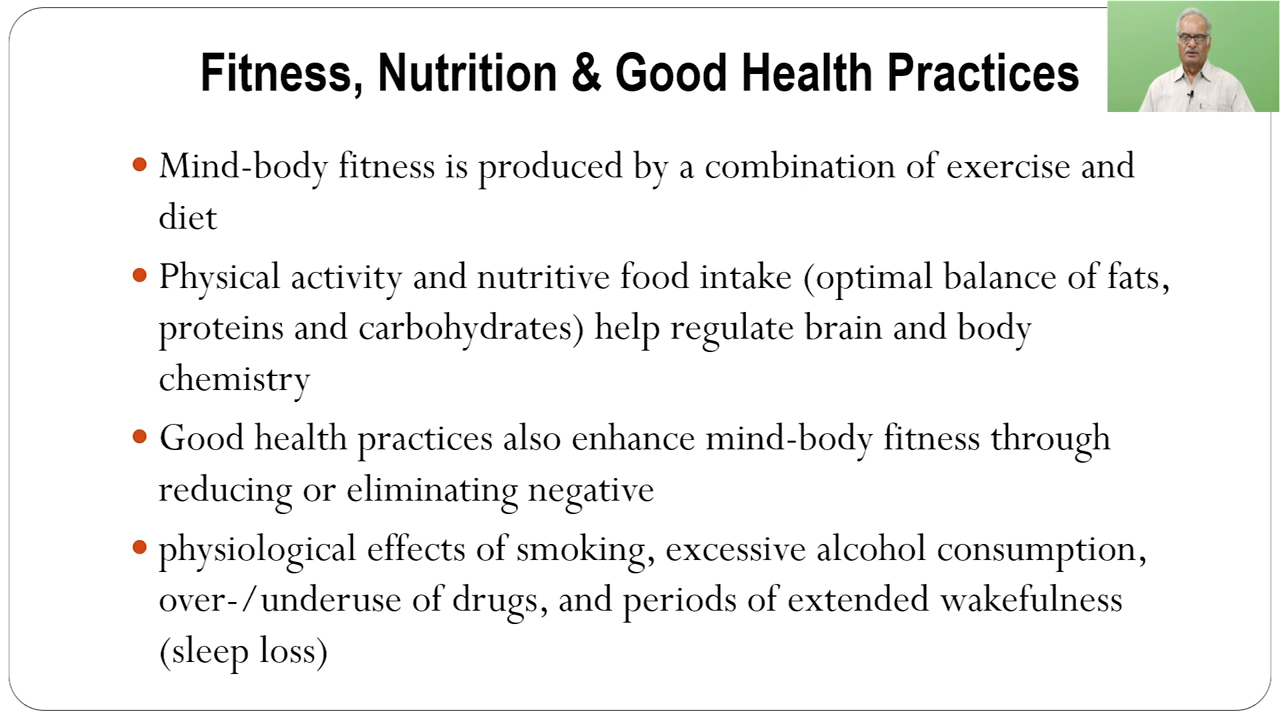 Fitness, Nutrition & Good Health Practices
• Mind-body fitness is produced by a combination of exercise and
diet
• Physical activity and nutritive food intake (optimal balance of fats,
proteins and carbohydrates) help regulate brain and body
chemistry
• Good health practices also enhance mind-body fitness through
reducing or eliminating negative
• physiological effects of smoking, excessive alcohol consumption,
over-/underuse of drugs, and periods of extended wakefulness
(sleep loss)